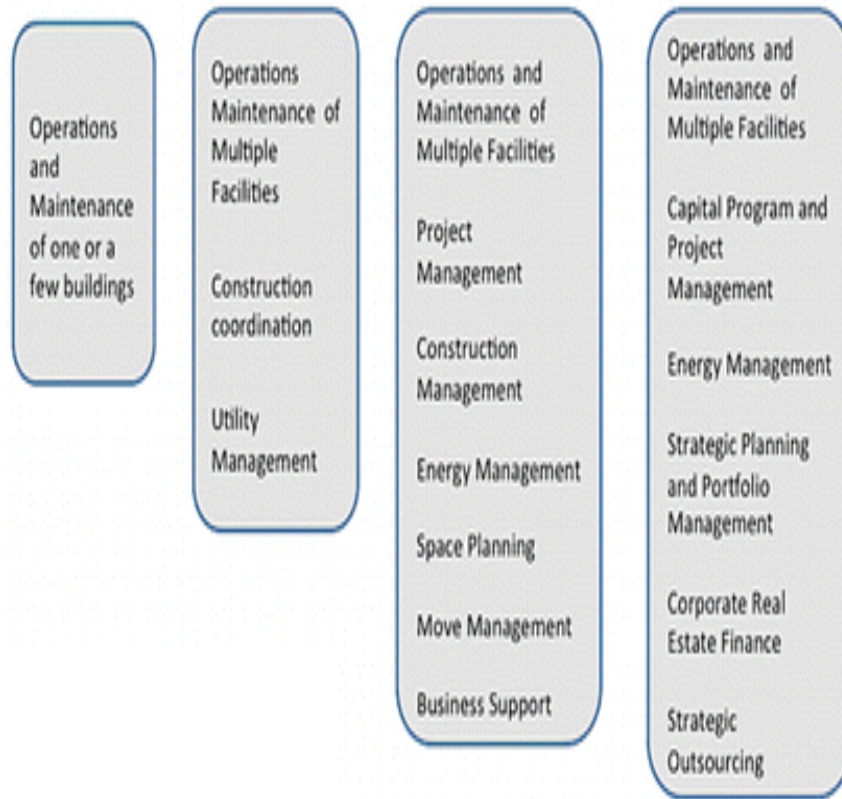 Operations
and
Maintenance
of one or a
few buildings
Operations
Maintenance of
Multiple
Facilities
Construction
coordination
Utility
Management
Operations and
Maintenance of
Multiple Facilities
Project
Management
Construction
Management
Energy Management
Space Planning
Move Management
Business Support
Operations and
Maintenance of
Multiple Facilities
Capital Program and
Project
Management
Energy Management
Strategic Planning
and Portfolio
Management
Corporate Real
Estate Finance
Strategic
Outsourcing